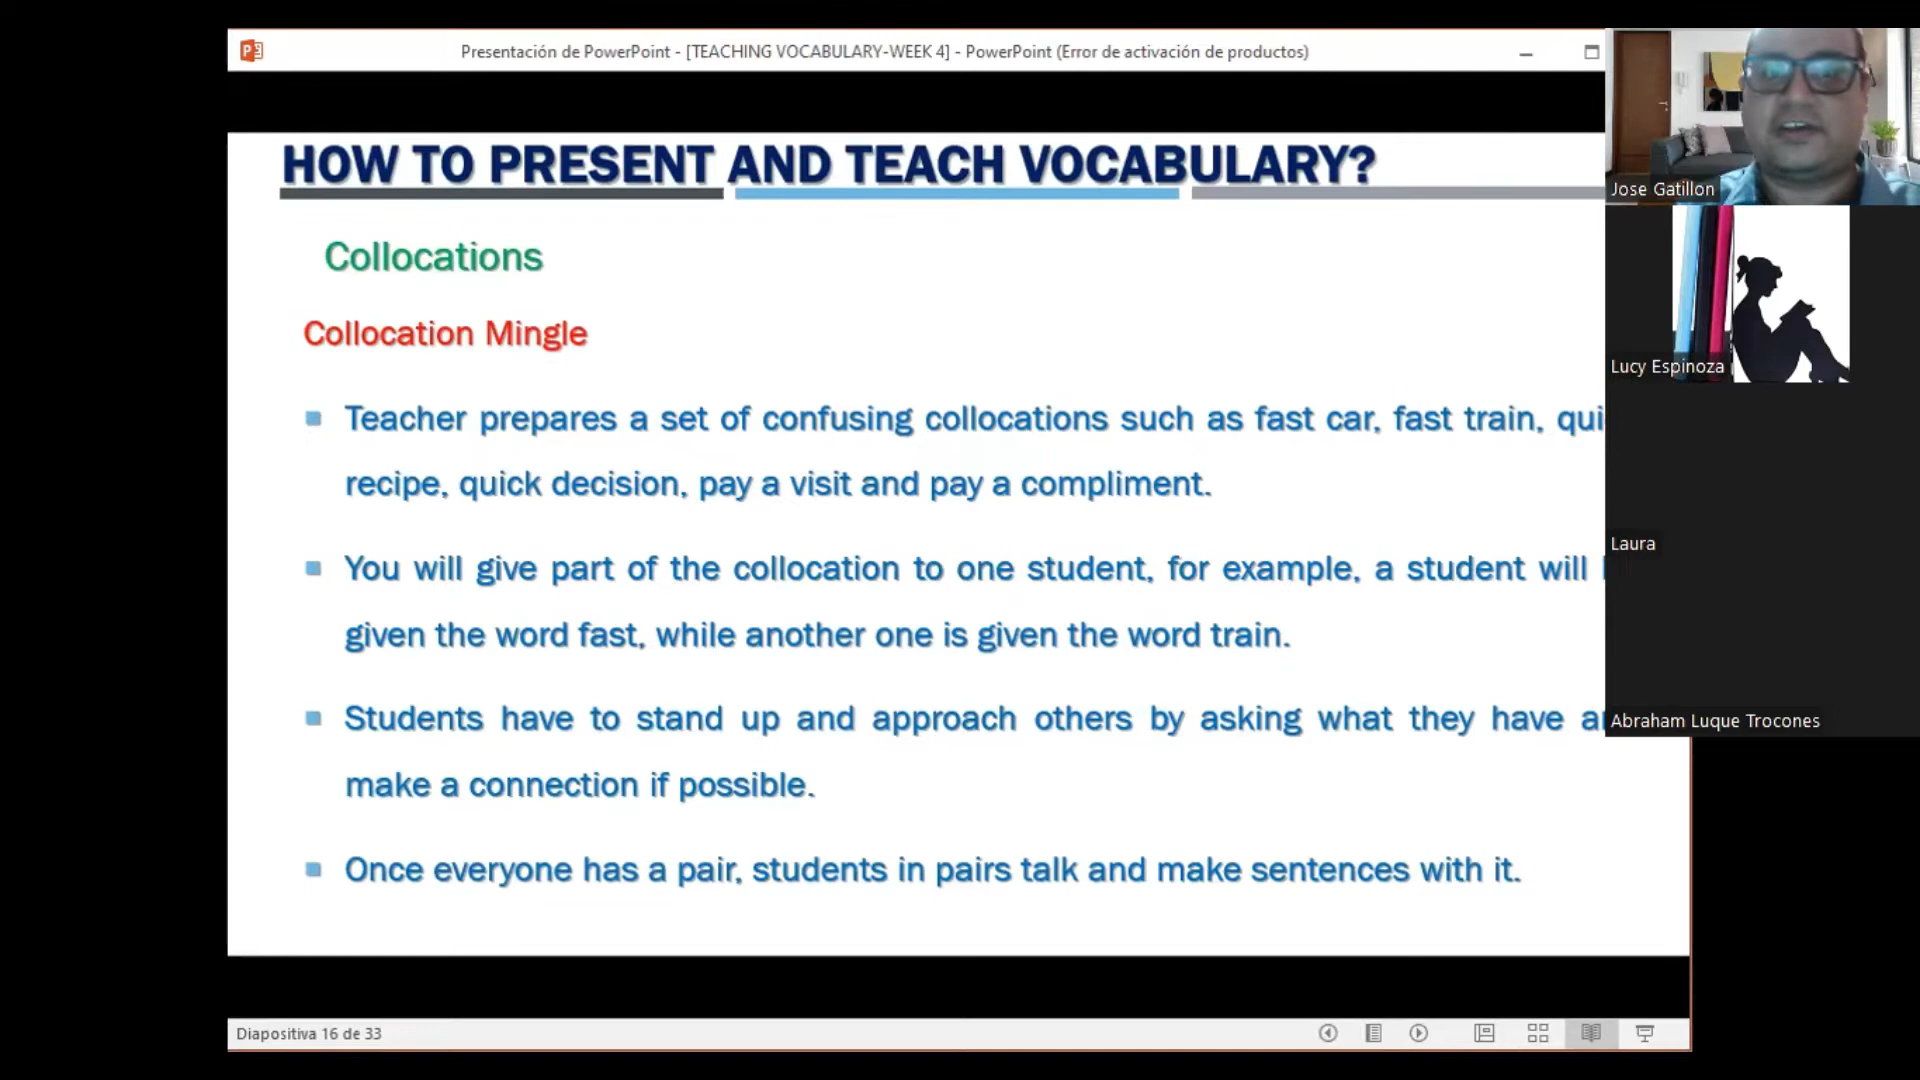 Presentación de PowerPoint - [TEACHING VOCABULARY-WEEK 4] - PowerPoint (Error de activación de productos)
HOW TO PRESENT AND TEACH VOCABULARY?
Collocations
Collocation Mingle
Teacher prepares a set of confusing collocations such as fast car, fast train,
recipe, quick decision, pay a visit and pay a compliment.
You will give part of the collocation to one student, for example, a student will
given the word fast, while another one is given the word train.
Students have to stand up and approach others by asking what they have
make a connection if possible.
Once everyone has a pair, students in pairs talk and make sentences with it.
Diapositiva 16 de 33
Jose Gatillon
Lucy Espinoza
Laura
Abraham Luque Trocones